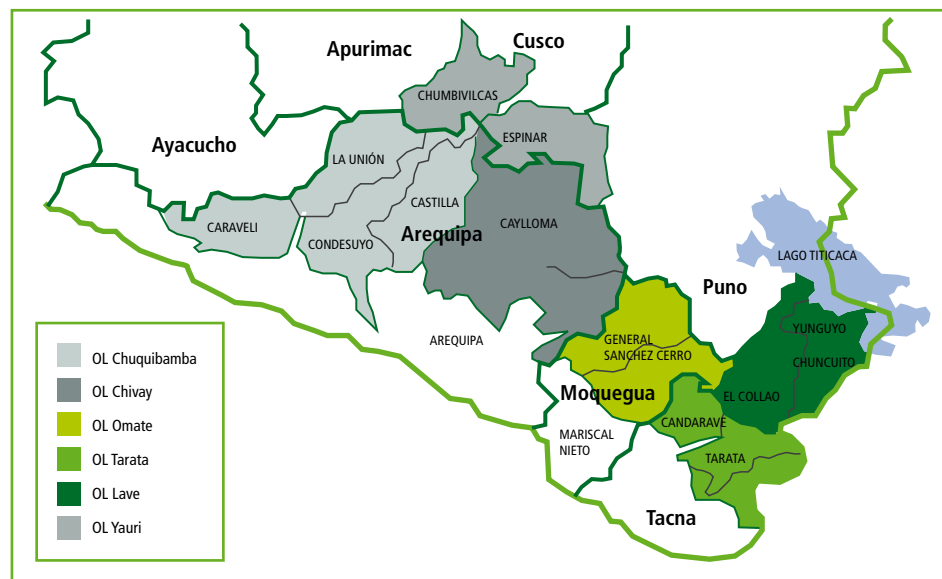 Apurimac
Cusco
CHUMBIVILCAS
Ayacucho
LA UNIÓN
ESPINAR
CASTILLA
CARAVELI
Arequipa
CAYLLOMA
CONDESUYO
LAGO TITICACA
Puno
YUNGUYO
AREQUIPA
GENERAL
SANCHEZ CERRO
CHUNCUITO
Moquegua
EL COLLAO
CANDARAVE
MARISCAL
NIETO
TARATA
Tacna
OL Chuquibamba
OL Chivay
OL Omate
OL Tarata
OL Lave
OL Yauri